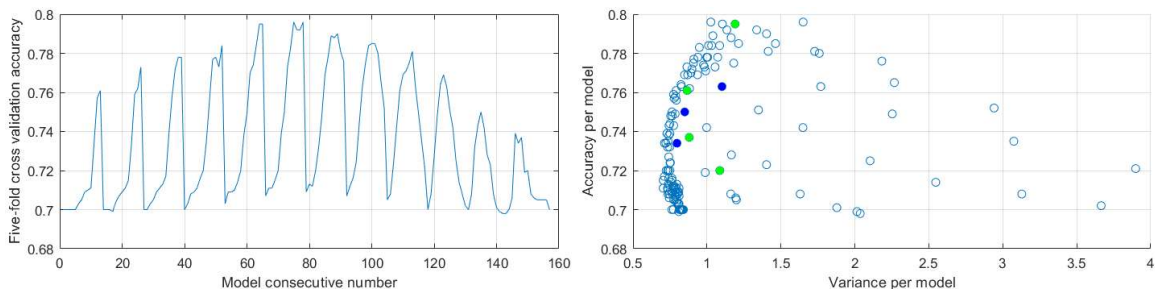 Five-fold cross validation accuracy
0.8
0.78
0.76
0.74
0.72
0.7
0.68
0 20 40 60 80 100 120 140 160
Model consecutive number
Accuracy per model
0.8
0.78
0.76
0.74
0.72
0.7
0.68
0.5 1 1.5 2 2.5 3 3.5 4
Variance per model